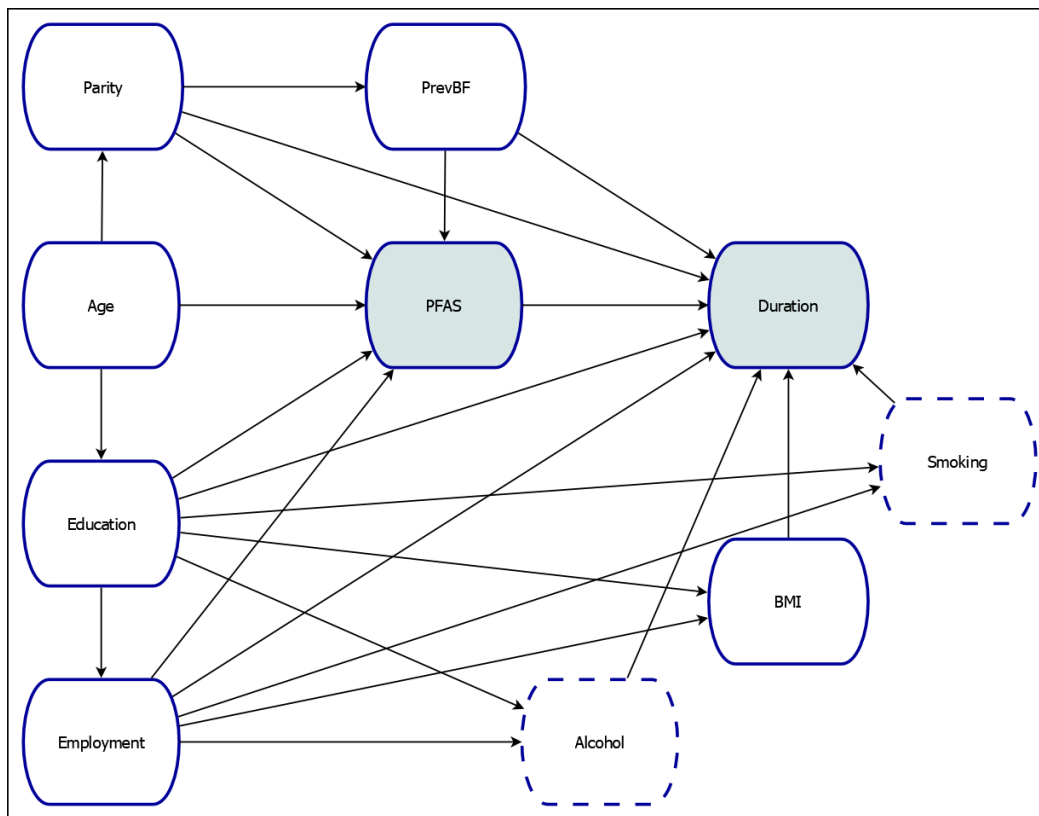 Parity
PrevBF
Age
PFAS
Duration
Smoking
Education
BMI
Employment
Alcohol